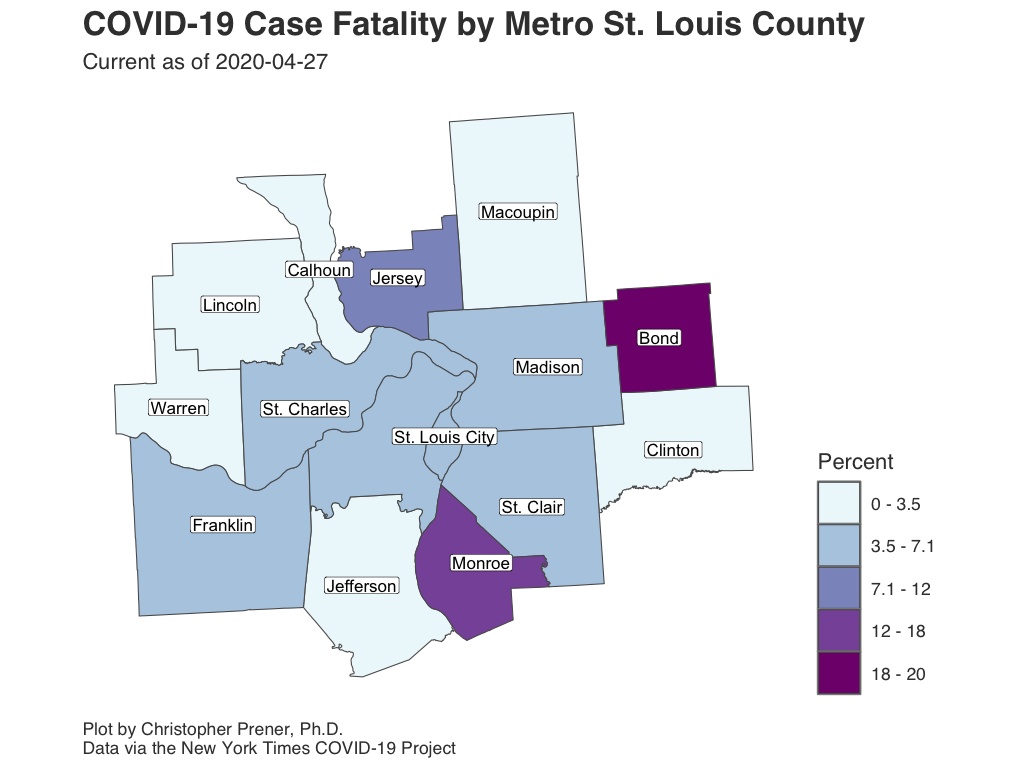 COVID-19 Case Fatality by Metro St. Louis County
Current as of 2020-04-27
Macoupin
Calhoun
Jersey
Lincoln
Bond
Madison
Warren
St. Charles
St. Louis City
Clinton
St. Clair
Franklin
Monroe
Jefferson
Percent
0 - 3.5
3.5 - 7.1
7.1 - 12
12 - 18
18 - 20
Plot by Christopher Prener, Ph.D.
Data via the New York Times COVID-19 Project